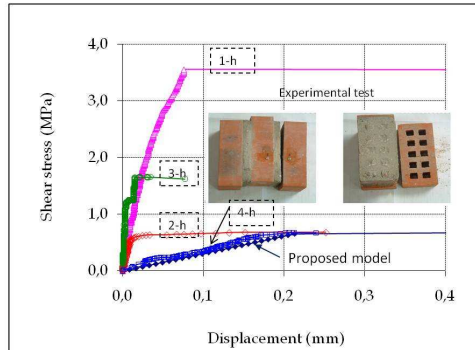 4,0
3,0
2,0
1,0
0,0
Shear stress (MPa)
1-h
Experimental test
3-h
4-h
2-h
Proposed model
0,0 0,1 0,2 0,3 0,4
Displacement (mm)